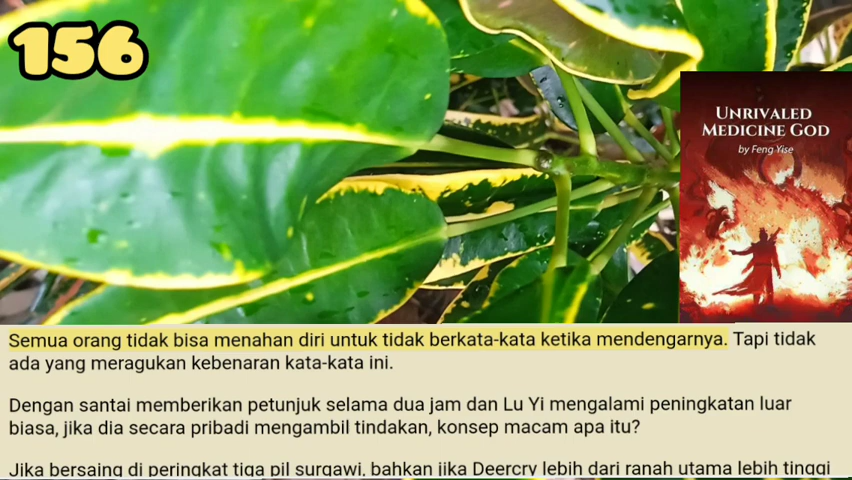 156
UNRIVALED
MEDICINE GOD
by Feng Yise
Semua orang tidak bisa menahan diri untuk tidak berkata-kata ketika mendengarnya. Tapi tidak
ada yang meragukan kebenaran kata-kata ini.
Dengan santai memberikan petunjuk selama dua jam dan Lu Yi mengalami peningkatan luar
biasa, jika dia secara pribadi mengambil tindakan, konsep macam apa itu?
Jika bersaing di peringkat tiga pil surgawi, bahkan jika Deercry lebih dari ranah utama lebih tinggi